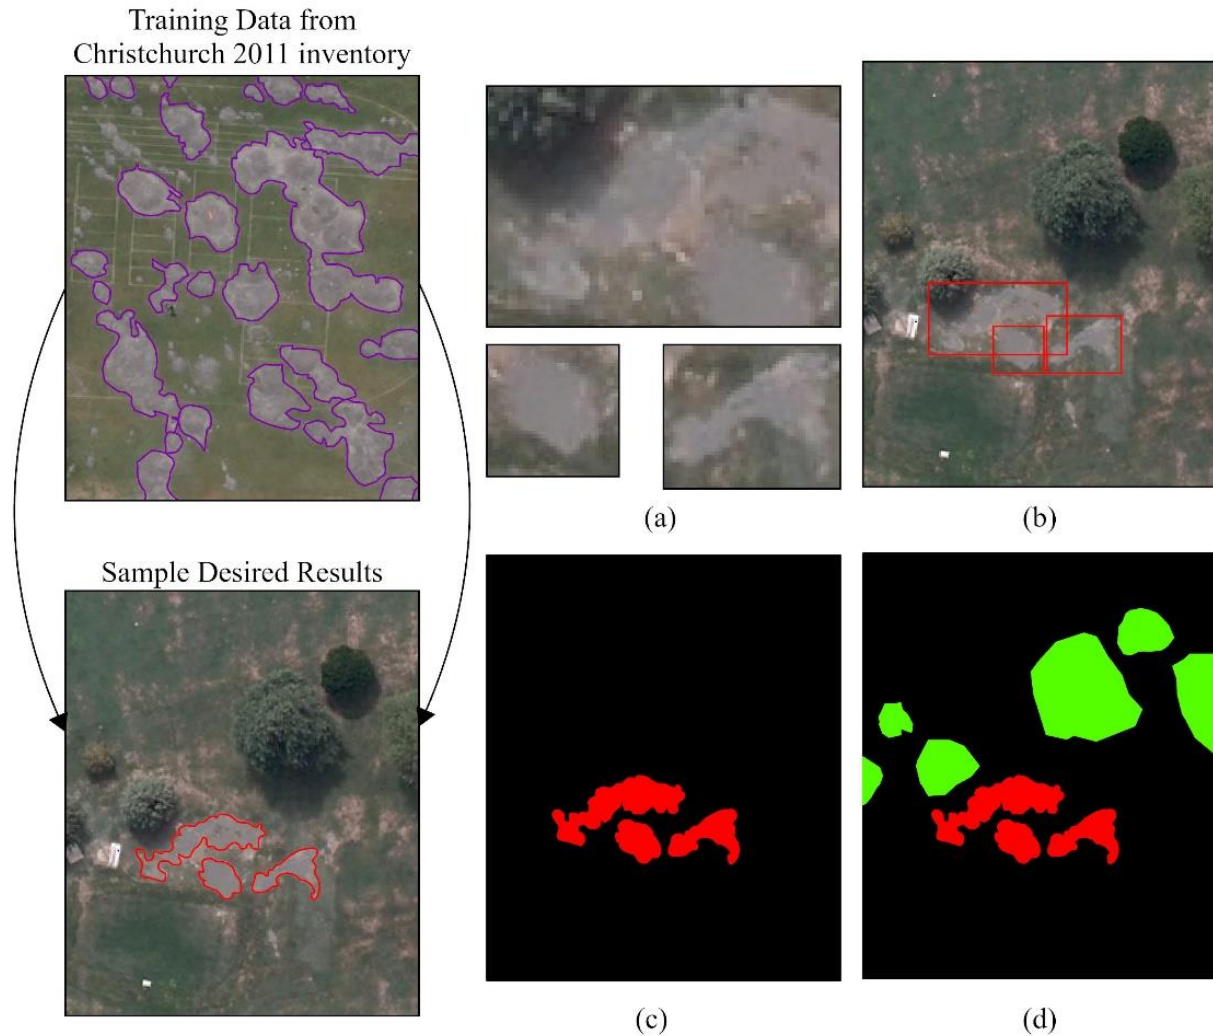 Training Data from
Christchurch 2011 inventory
Sample Desired Results
(a)
(b)
(c)
(d)